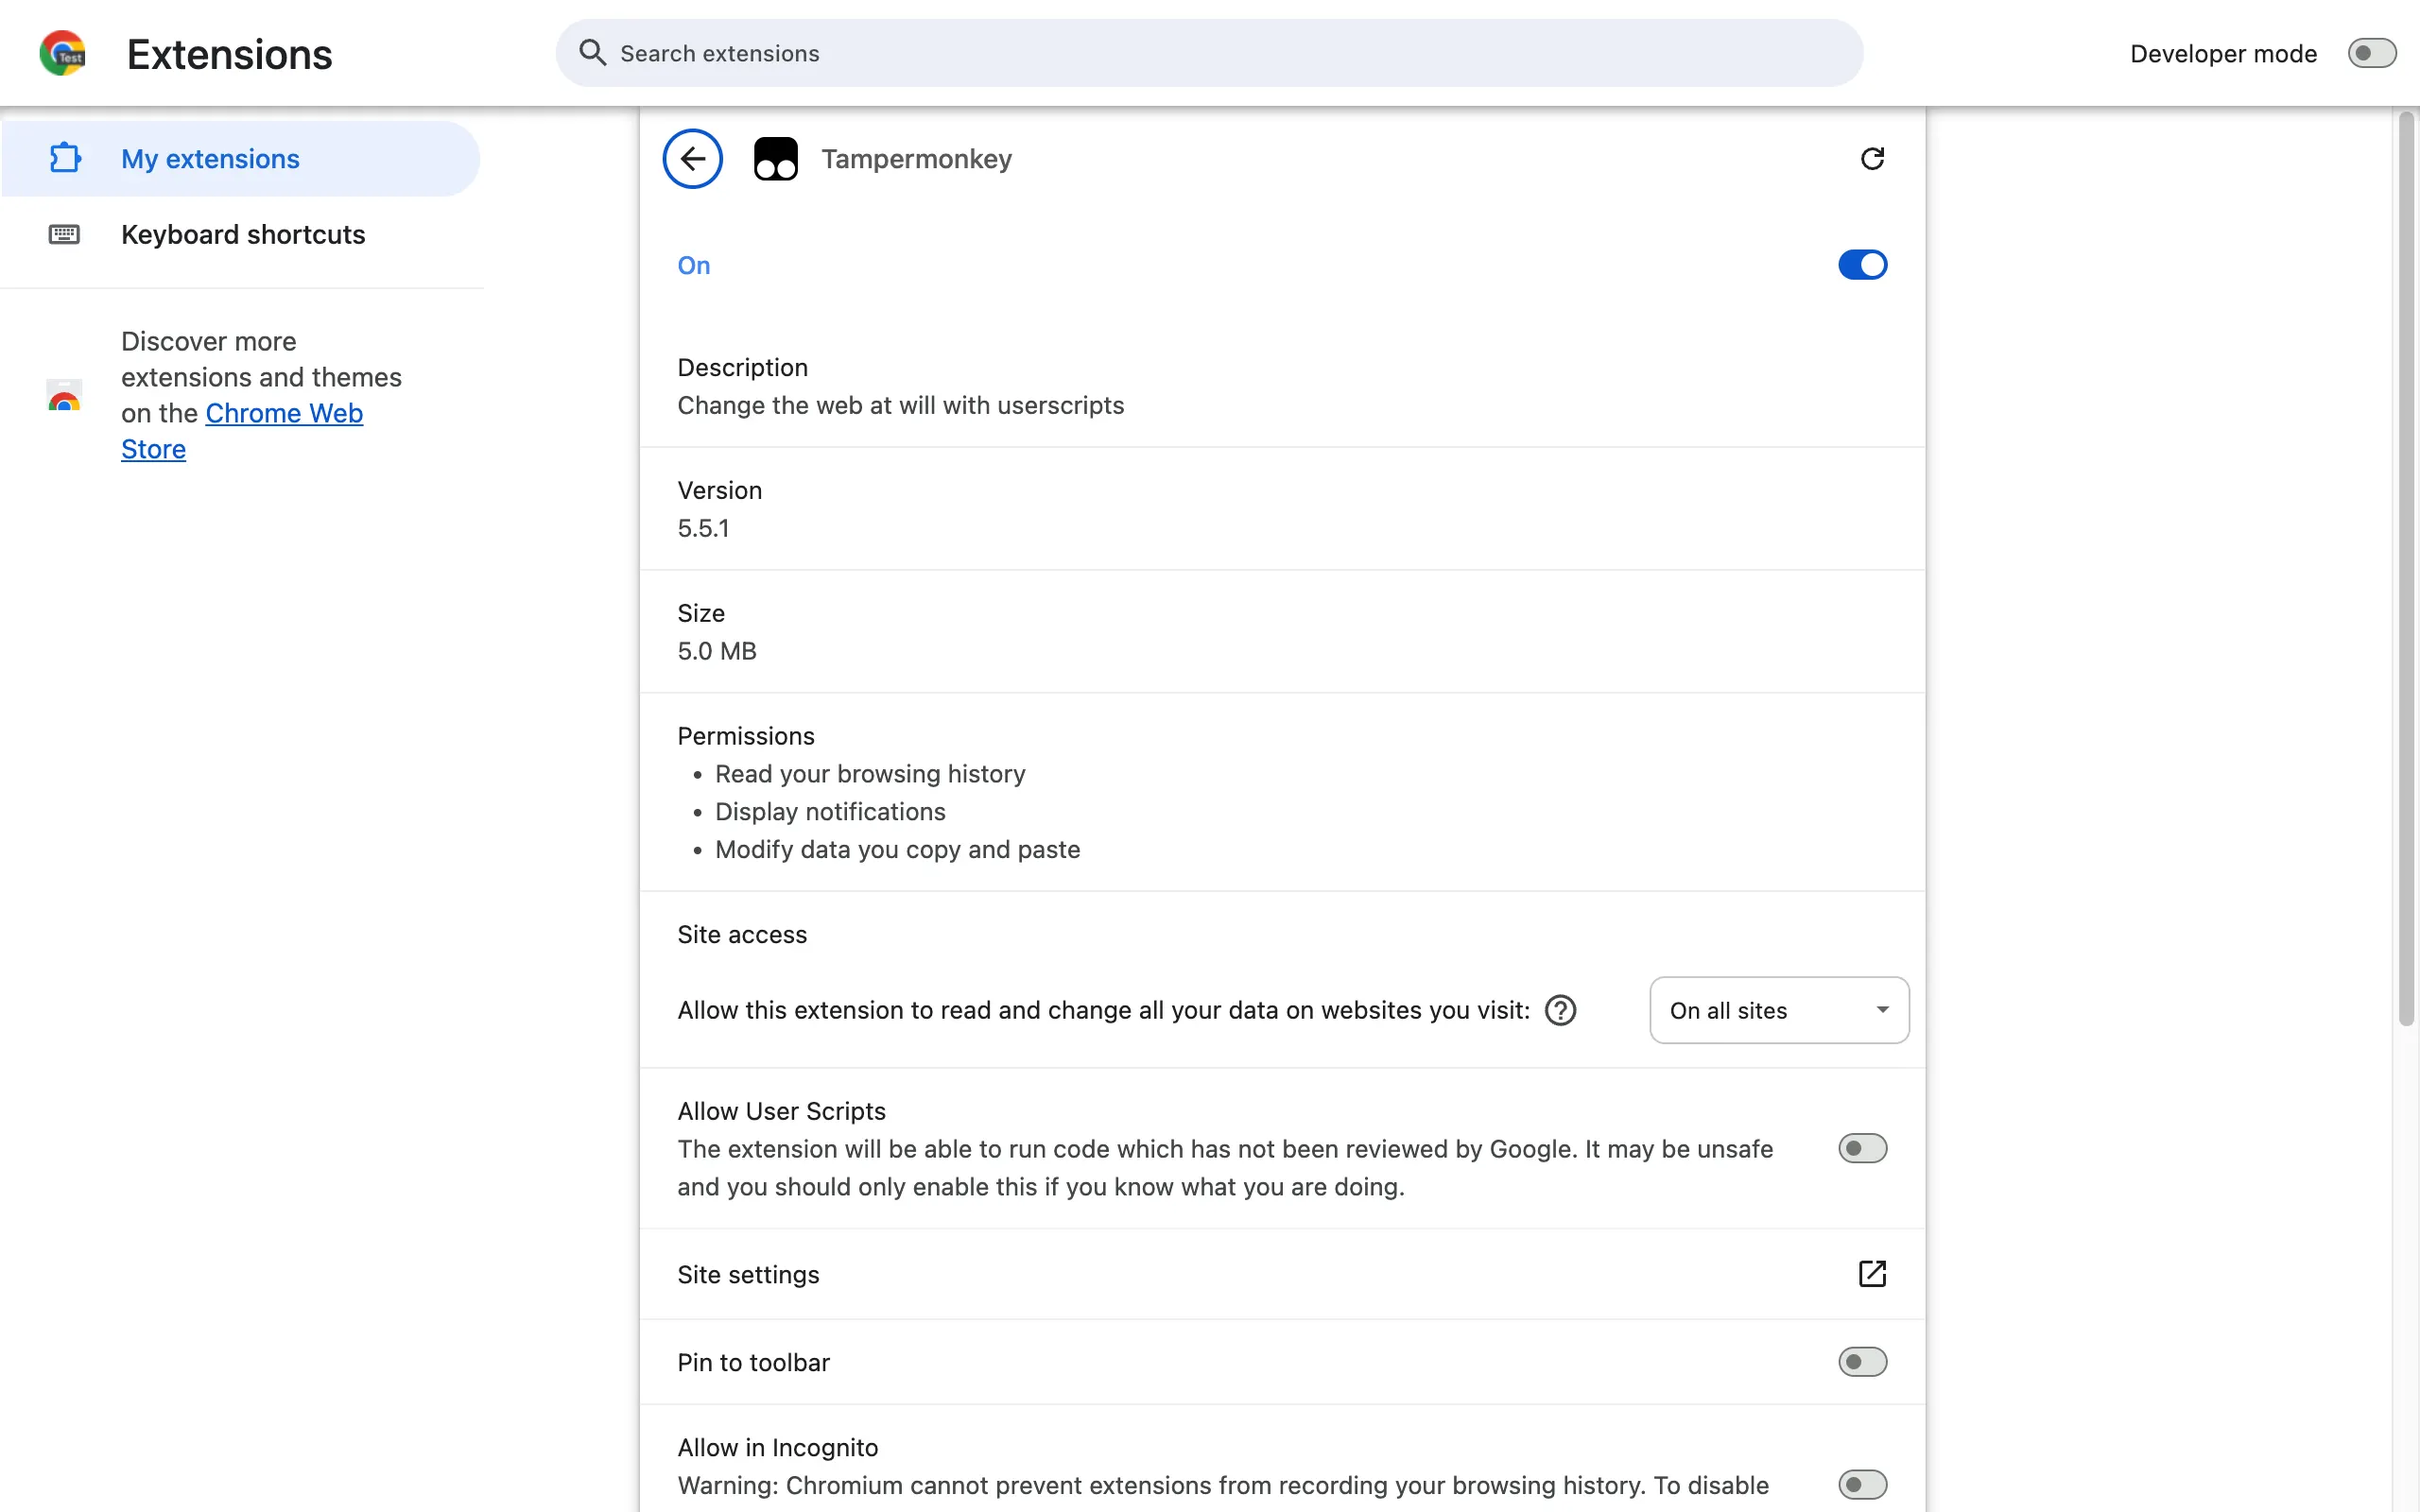 Test
Extensions
Search extensions
Developer mode
My extensions
Keyboard shortcuts
Discover more
extensions and themes
on the Chrome Web
Store
Tampermonkey
On
Description
Change the web at will with userscripts
Version
5.5.1
Size
5.0 MB
Permissions
• Read your browsing history
• Display notifications
• Modify data you copy and paste
Site access
Allow this extension to read and change all your data on websites you visit:
On all sites
Allow User Scripts
The extension will be able to run code which has not been reviewed by Google. It may be unsafe
and you should only enable this if you know what you are doing.
Site settings
Pin to toolbar
Allow in Incognito
Warning: Chromium cannot prevent extensions from recording your browsing history. To disable